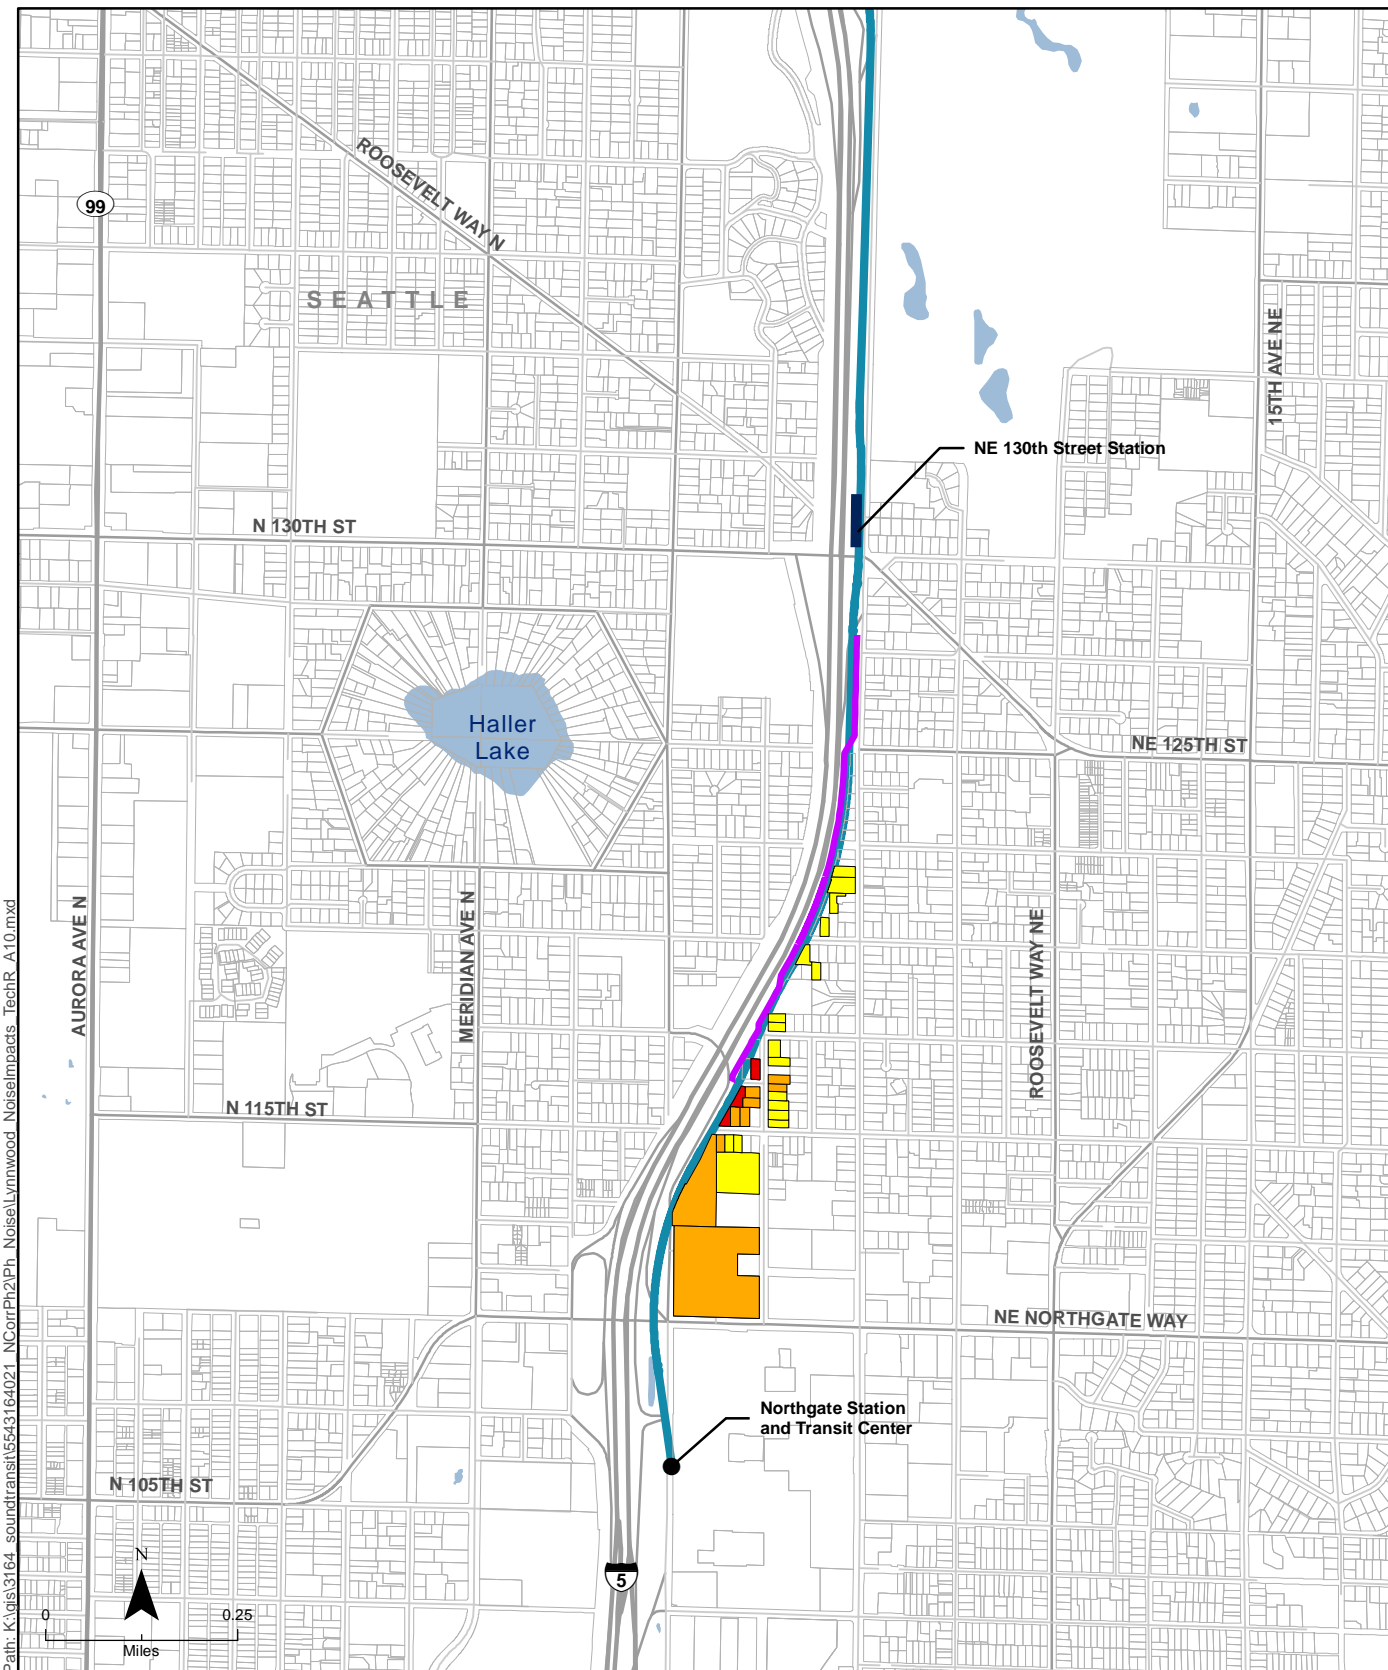 ROOSEVELT WAY N
99
SEATTLE
15TH AVE NE
NE 130th Street Station
N 130TH ST
Haller
Lake
NE 125TH ST
AURORA AVE N
MERIDIAN AVE N
ROOSEVELT WAY NE
N 115TH ST
NE NORTHGATE WAY
Northgate Station
and Transit Center
N 105TH ST
N
5
0 0.25
Miles
Path: K:\gis\3164_soundtransit\5543164021_NCorrPh2\Ph_Noise\Lynnwood_NoiseImpacts_TechR_A10.mxd